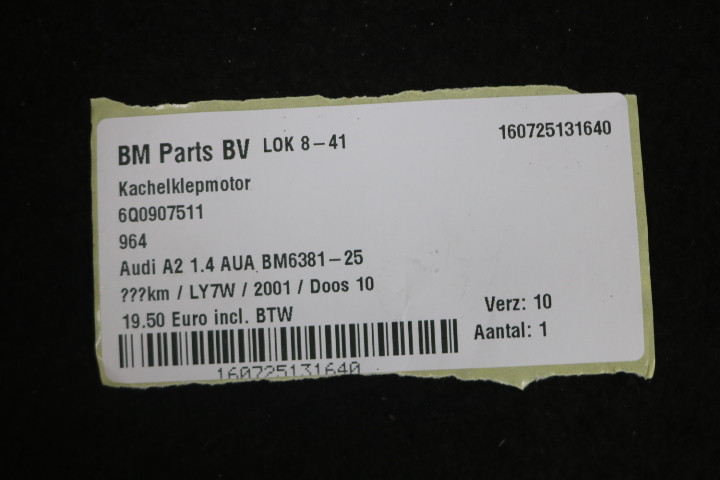 BM Parts BV LOK 8-41 160725131640
Kachelklepmotor
6Q0907511
964
Audi A2 1.4 AUA BM6381-25
???km / LY7W / 2001 / Doos 10
19.50 Euro incl. BTW
Verz: 10
Aantal: 1
160725131640